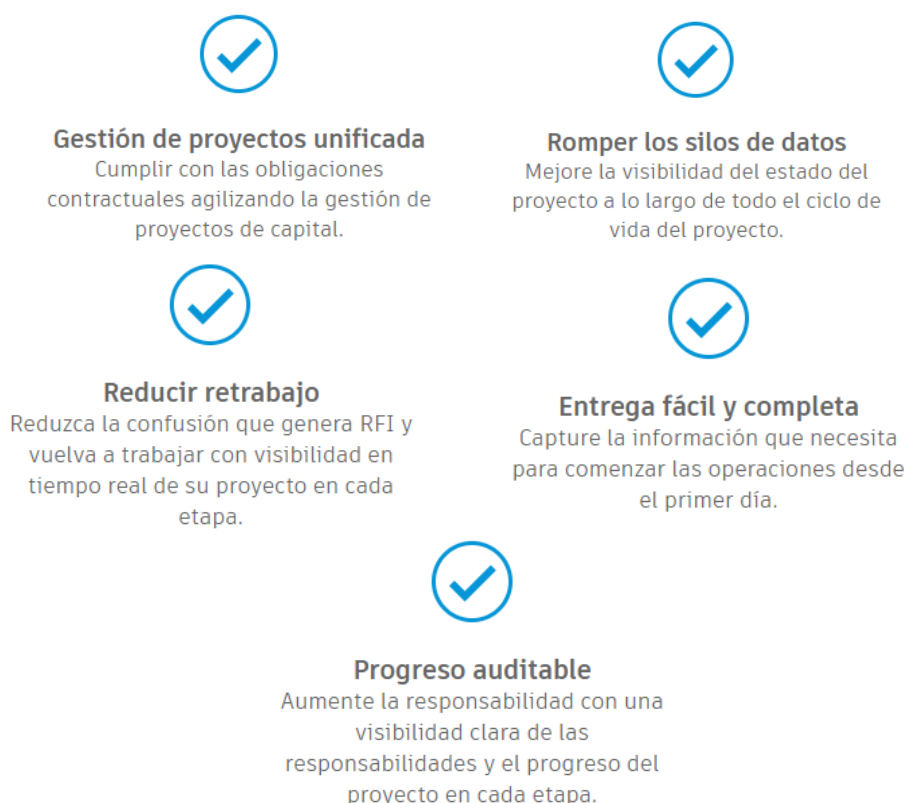 Gestión de proyectos unificada
Cumplir con las obligaciones
contractuales agilizando la gestión de
proyectos de capital.
Romper los silos de datos
Mejore la visibilidad del estado del
proyecto a lo largo de todo el ciclo de
vida del proyecto.
Reducir retrabajo
Reduzca la confusión que genera RFI y
vuelva a trabajar con visibilidad en
tiempo real de su proyecto en cada
etapa.
Entrega fácil y completa
Capture la información que necesita
para comenzar las operaciones desde
el primer día.
Progreso auditable
Aumente la responsabilidad con una
visibilidad clara de las
responsabilidades y el progreso del
proyecto en cada etapa.